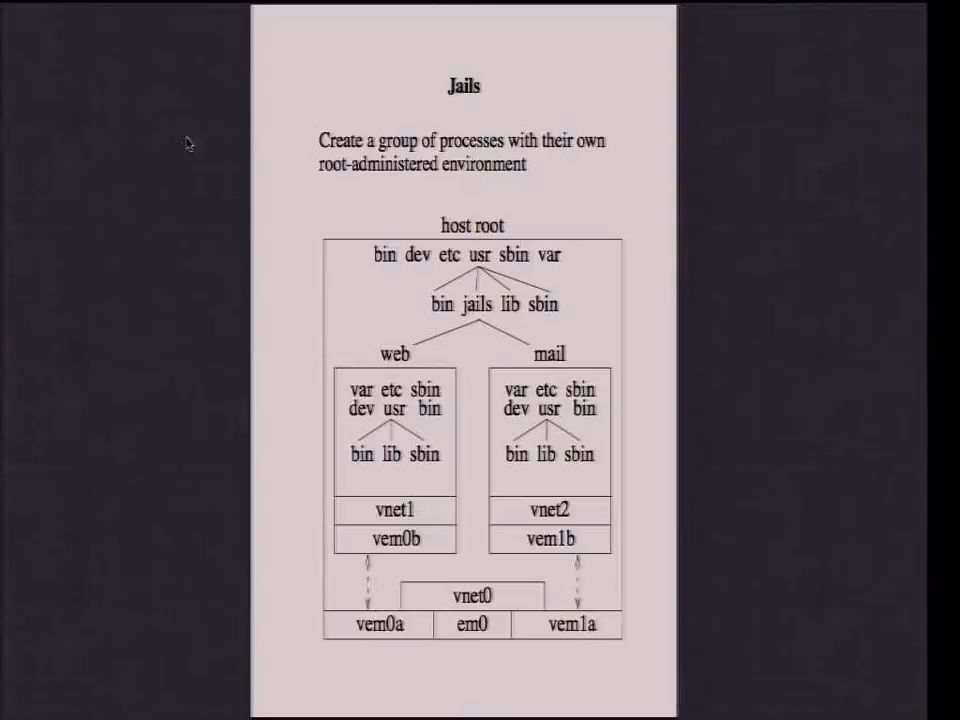 Jails
Create a group of processes with their own
root-administered environment
host root
bin dev etc usr sbin var
bin jails lib sbin
web mail
var etc sbin var etc sbin
dev usr bin dev usr bin
bin lib sbin bin lib sbin
vnet1 vnet2
vem0b vem1b
vnet0
vem0a em0 vem1a